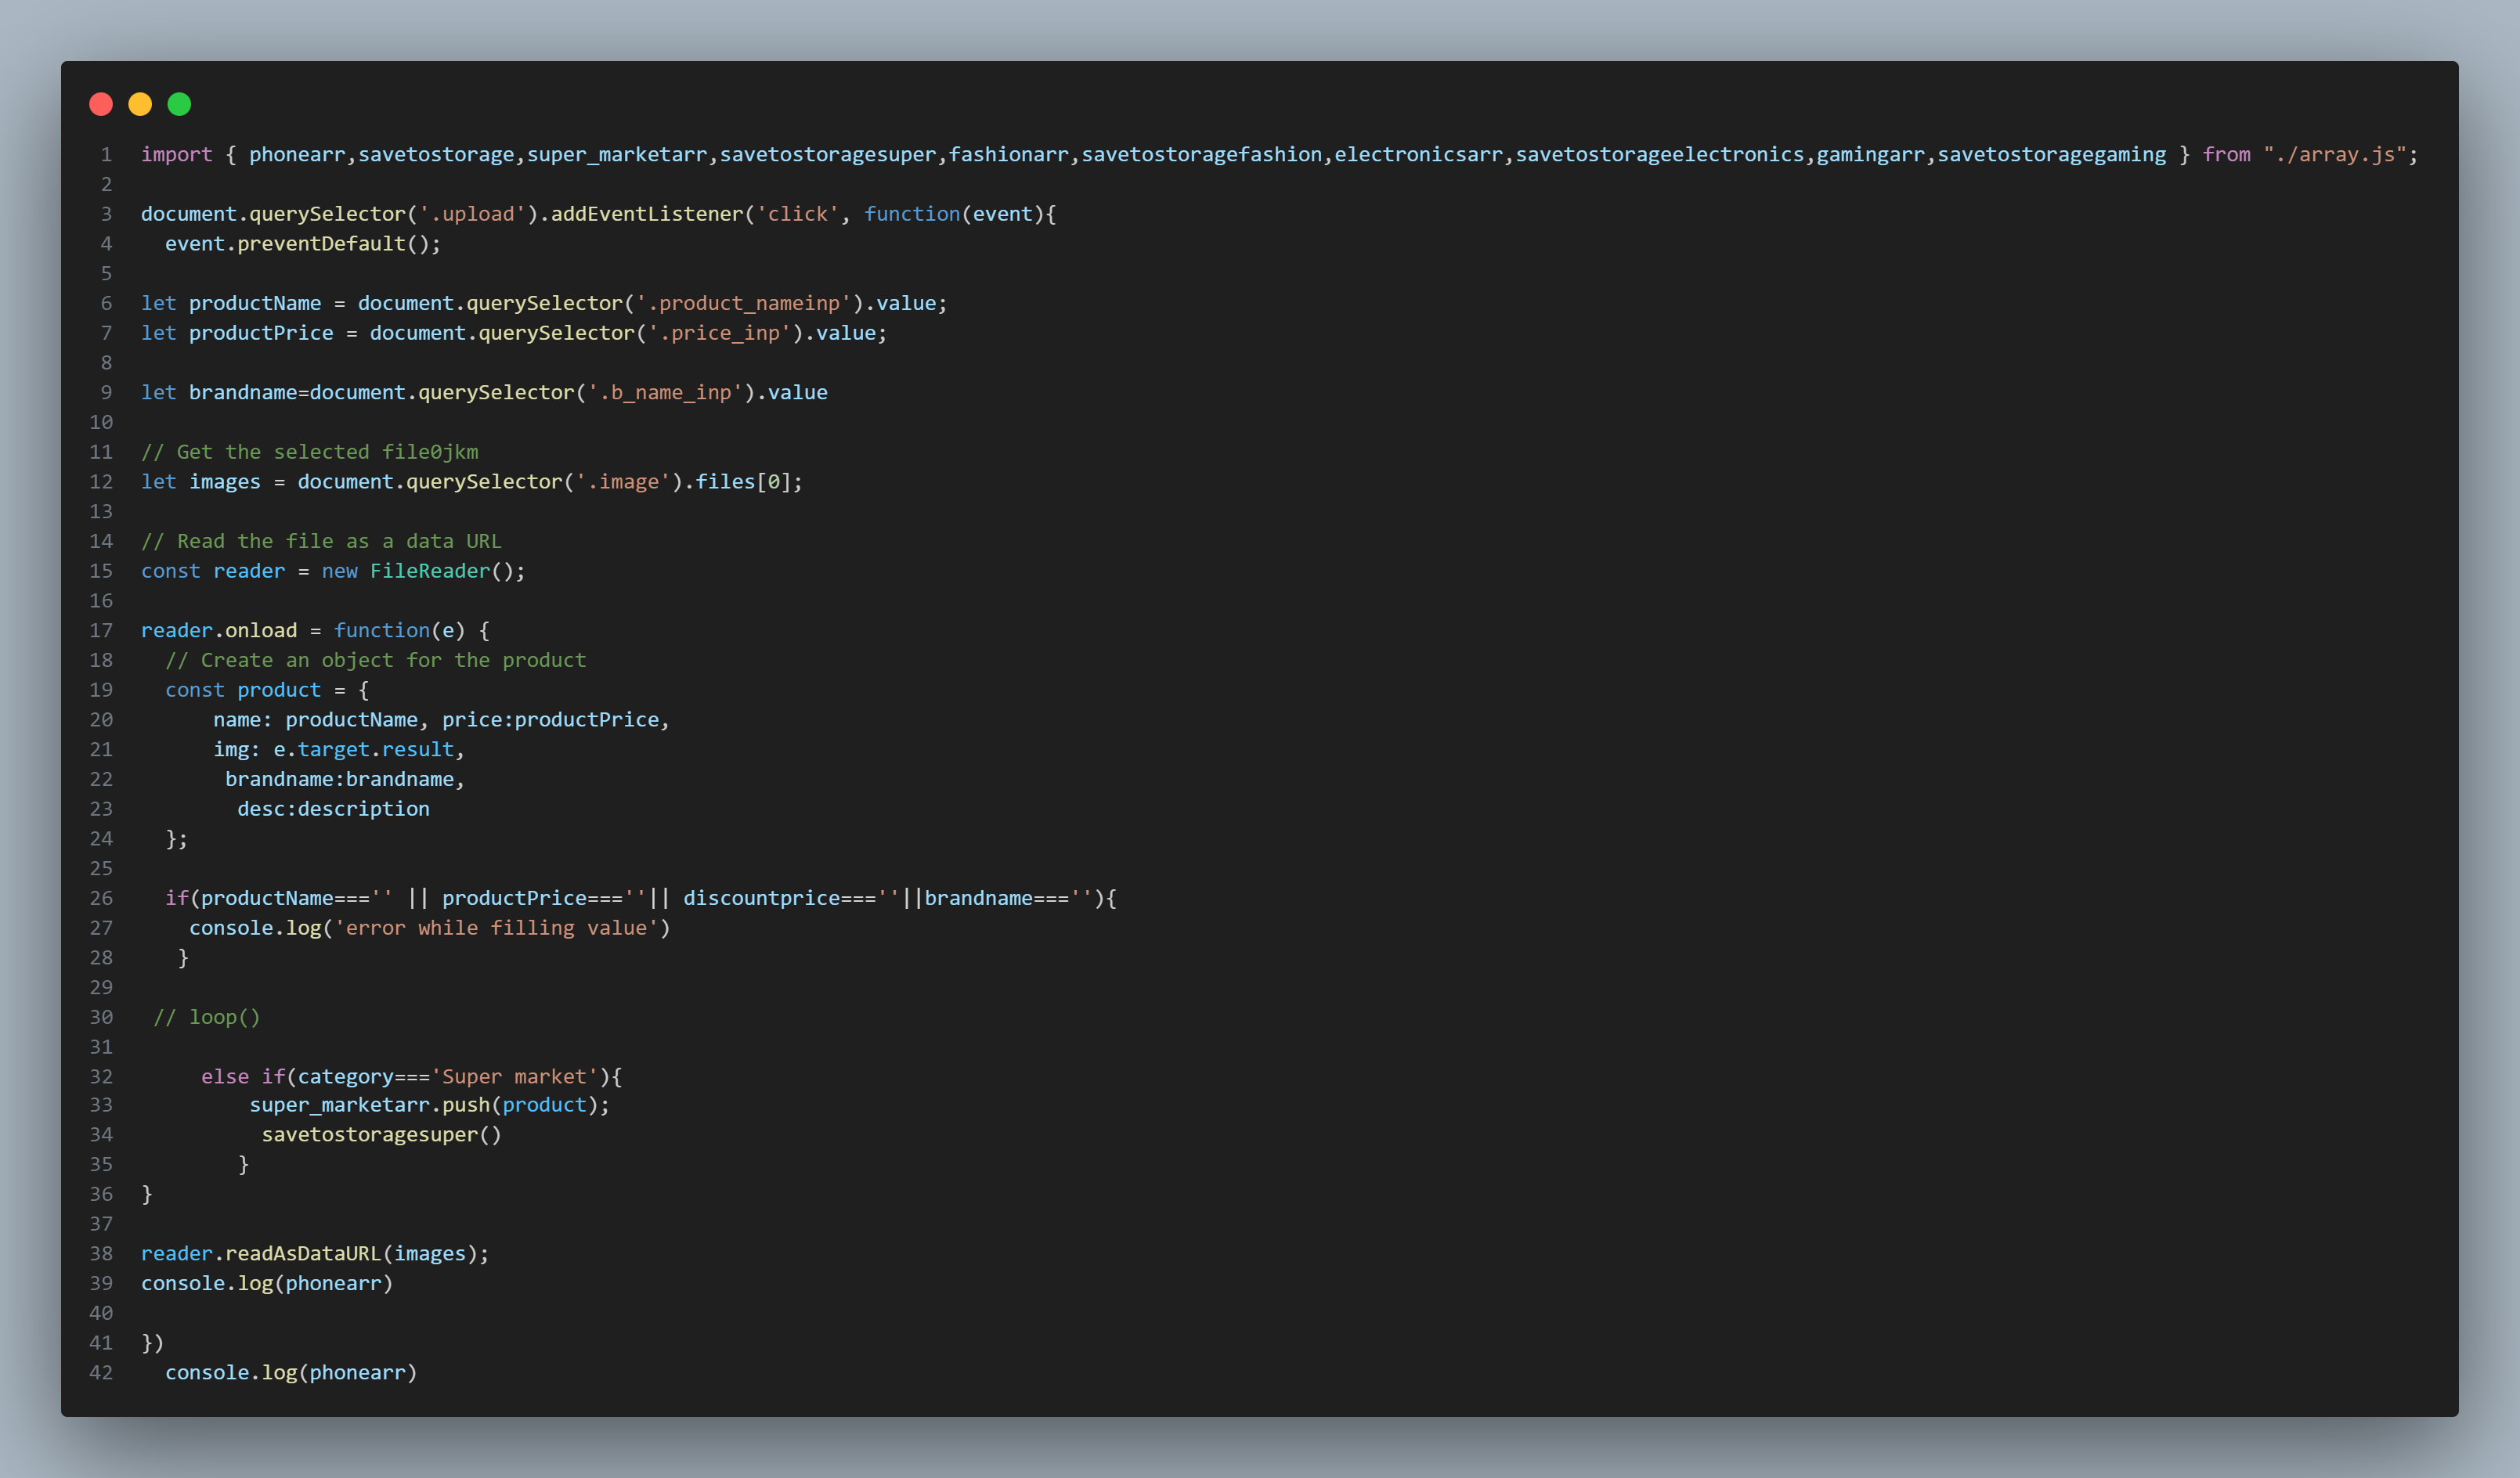 1 import { phonearr,savetostorage,super_marketarr,savetostoragesuper,fashionarr,savetostoragefashion,electronicsarr,savetostorageelectronics,gamingarr,savetostoragegaming } from "./array.js";
2
3 document.querySelector('.upload').addEventListener('click', function(event){
4   event.preventDefault();
5
6 let productName = document.querySelector('.product_nameinp').value;
7 let productPrice = document.querySelector('.price_inp').value;
8
9 let brandname=document.querySelector('.b_name_inp').value
10
11 // Get the selected file0jkm
12 let images = document.querySelector('.image').files[0];
13
14 // Read the file as a data URL
15 const reader = new FileReader();
16
17 reader.onload = function(e) {
18   // Create an object for the product
19   const product = {
20       name: productName, price:productPrice,
21       img: e.target.result,
22        brandname:brandname,
23         desc:description
24   };
25
26   if(productName==='' || productPrice===''|| discountprice===''||brandname===''){
27     console.log('error while filling value')
28    }
29
30  // loop()
31
32      else if(category==='Super market'){
33          super_marketarr.push(product);
34           savetostoragesuper()
35         }
36 }
37
38 reader.readAsDataURL(images);
39 console.log(phonearr)
40
41 })
42   console.log(phonearr)